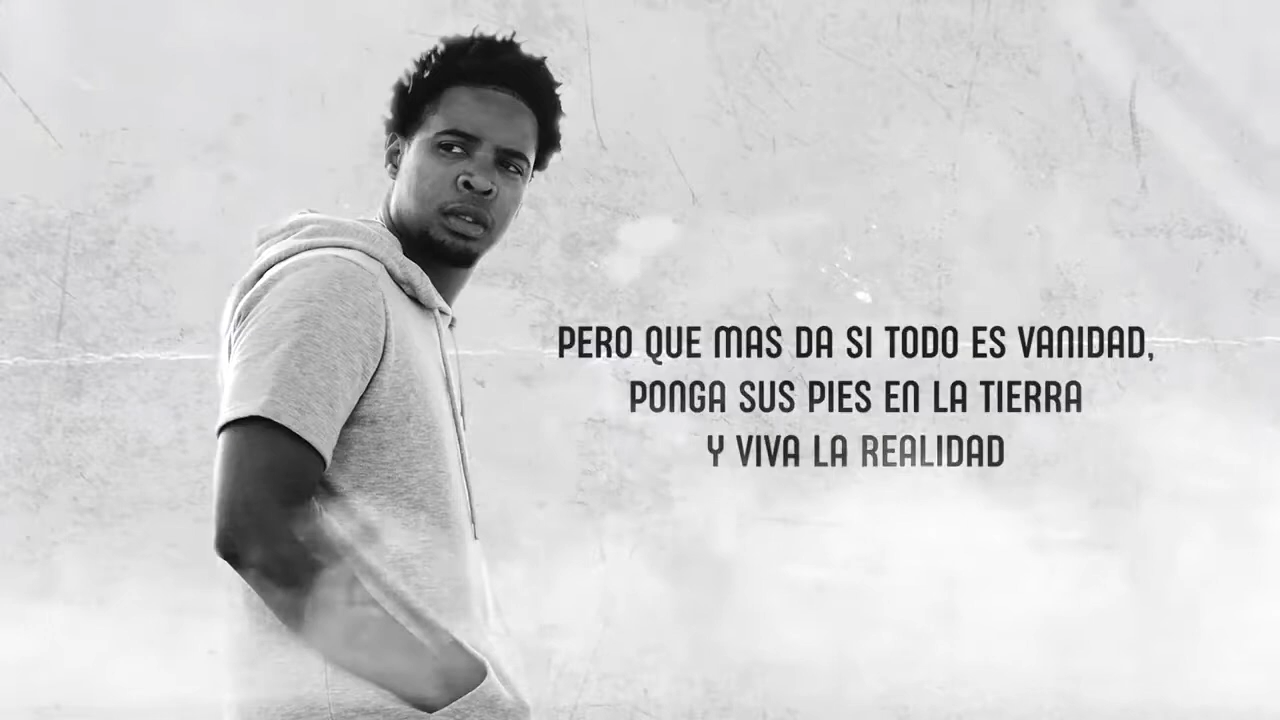 PERO QUE MAS DA SI TODO ES VANIDAD,
PONGA SUS PIES EN LA TIERRA
Y VIVA LA REALIDAD